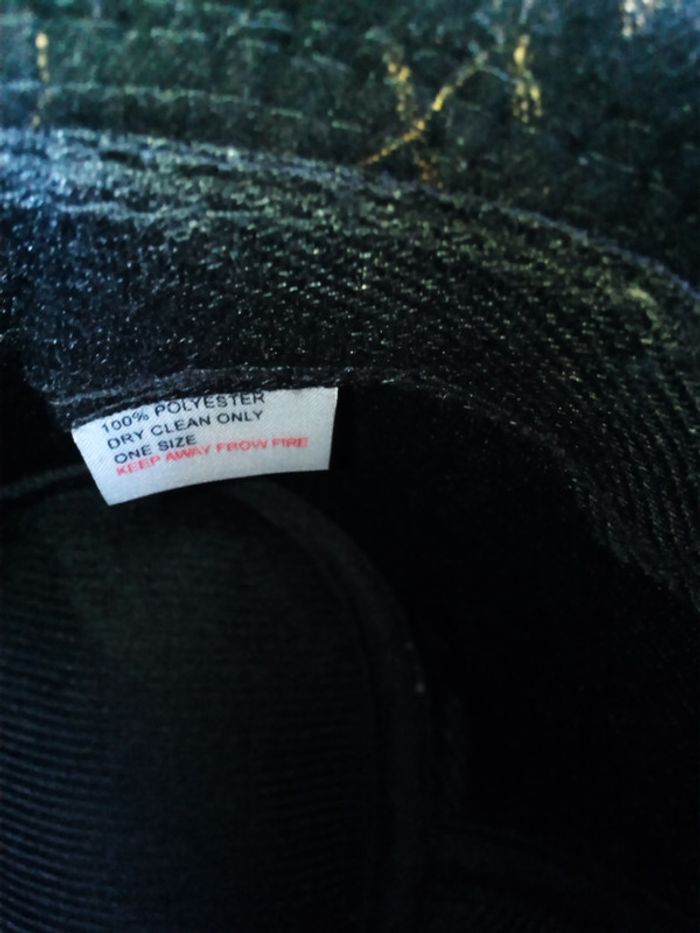 100% POLYESTER
DRY CLEAN ONLY
ONE SIZE
KEEP AWAY FROW FIRE